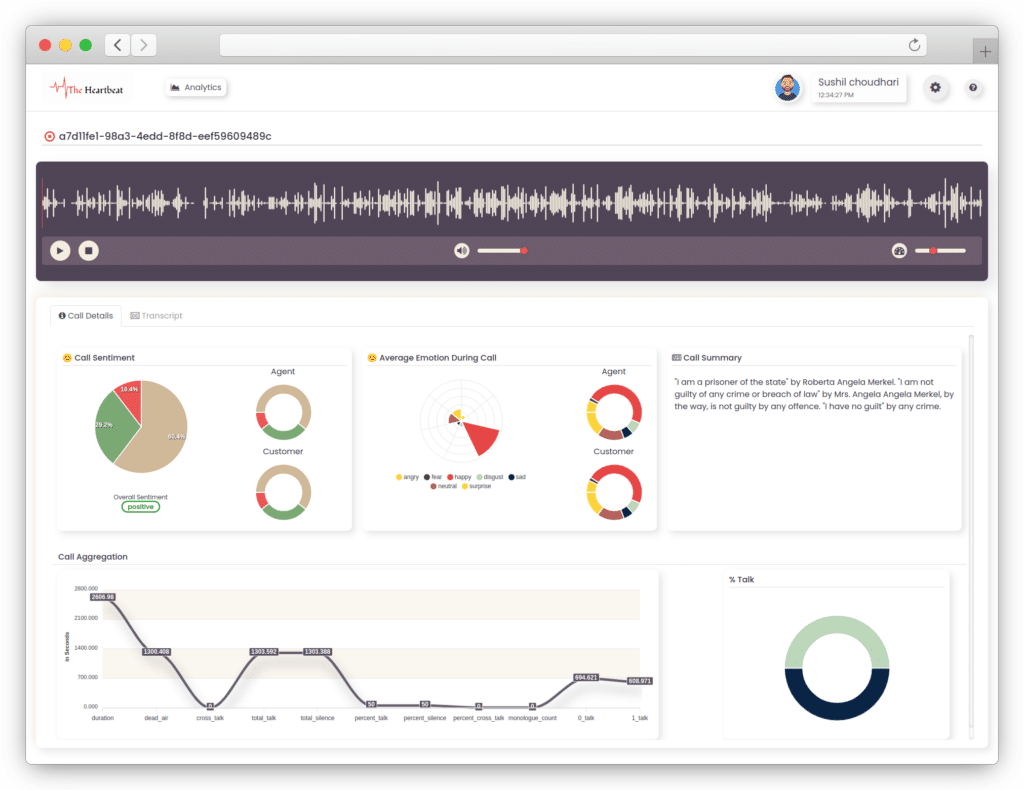 The Heartbeat
Analytics
Sushil choudhari
12:34:27 PM
a7d11fe1-98a3-4edd-8f8d-eef59609489c
Call Details
Transcript
Call Sentiment
10.4%
29.2%
60.4%
Overall Sentiment
positive
Agent
Customer
Average Emotion During Call
angry fear happy disgust sad
neutral surprise
Agent
Customer
Call Summary
"I am a prisoner of the state" by Roberta Angela Merkel. "I am not
guilty of any crime or breach of law" by Mrs. Angela Angela Merkel, by
the way, is not guilty by any offence. "I have no guilt" by any crime.
Call Aggregation
in Seconds
2800.000
2100.000
1400.000
700.000
0.000
2606.98
1300.408
0
1303.592
1303.388
50
50
0
0
694.621
608.971
duration dead_air cross_talk total_talk total_silence percent_talk percent_silence percent_cross_talk monologue_count 0_talk 1_talk
% Talk